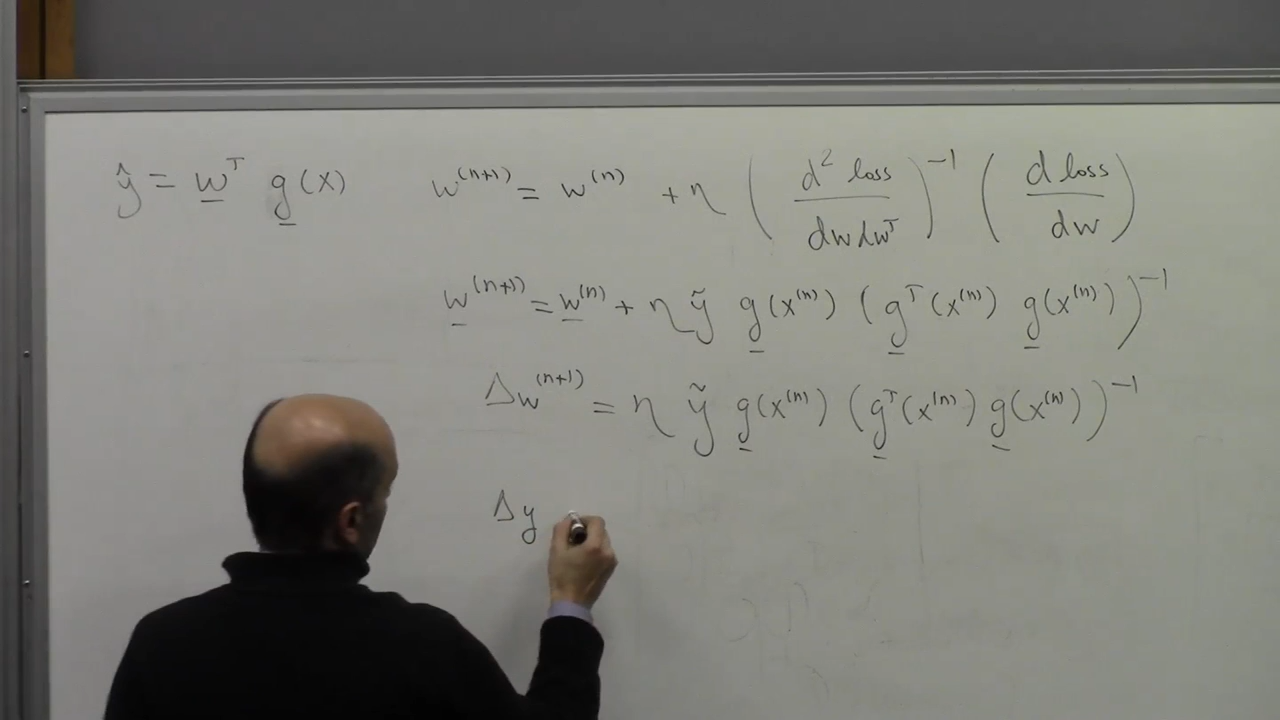 ŷ = w^T g(x) w^(n+1) = w^(n) + η (d² loss / dw dw^T)^-1 (d loss / dw)
w^(n+1) = w^(n) + η ỹ g(x^(n)) (g^T(x^(n)) g(x^(n)))^-1
Δw^(n+1) = η ỹ g(x^(n)) (g^T(x^(n)) g(x^(n)))^-1
Δy